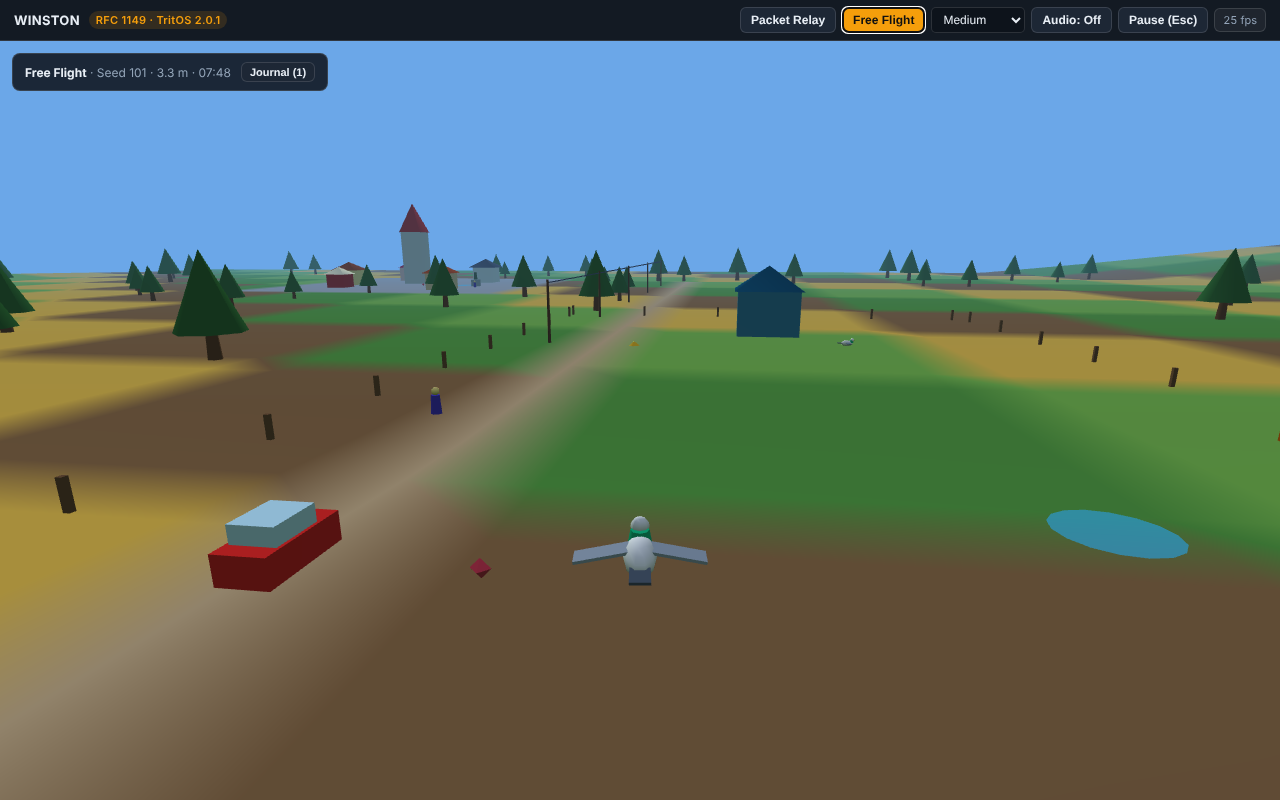 WINSTON RFC 1149 · TritOS 2.0.1 Packet Relay Free Flight Medium Audio: Off Pause (Esc) 25 fps
Free Flight · Seed 101 · 3.3 m · 07:48 Journal (1)